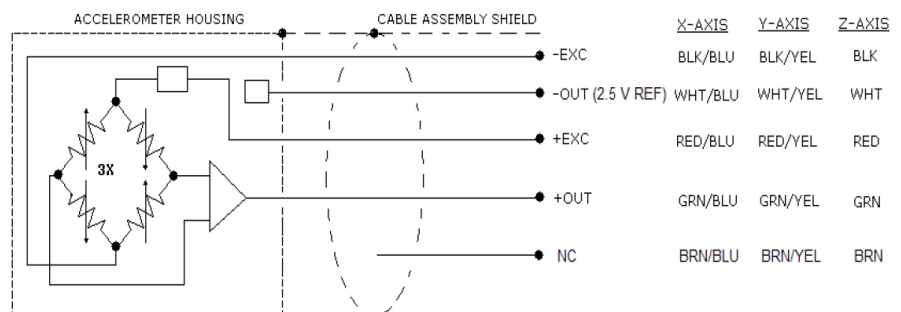 ACCELEROMETER HOUSING CABLE ASSEMBLY SHIELD X-AXIS Y-AXIS Z-AXIS
-EXC BLK/BLU BLK/YEL BLK
-OUT (2.5 V REF) WHT/BLU WHT/YEL WHT
+EXC RED/BLU RED/YEL RED
3X
+OUT GRN/BLU GRN/YEL GRN
NC BRN/BLU BRN/YEL BRN